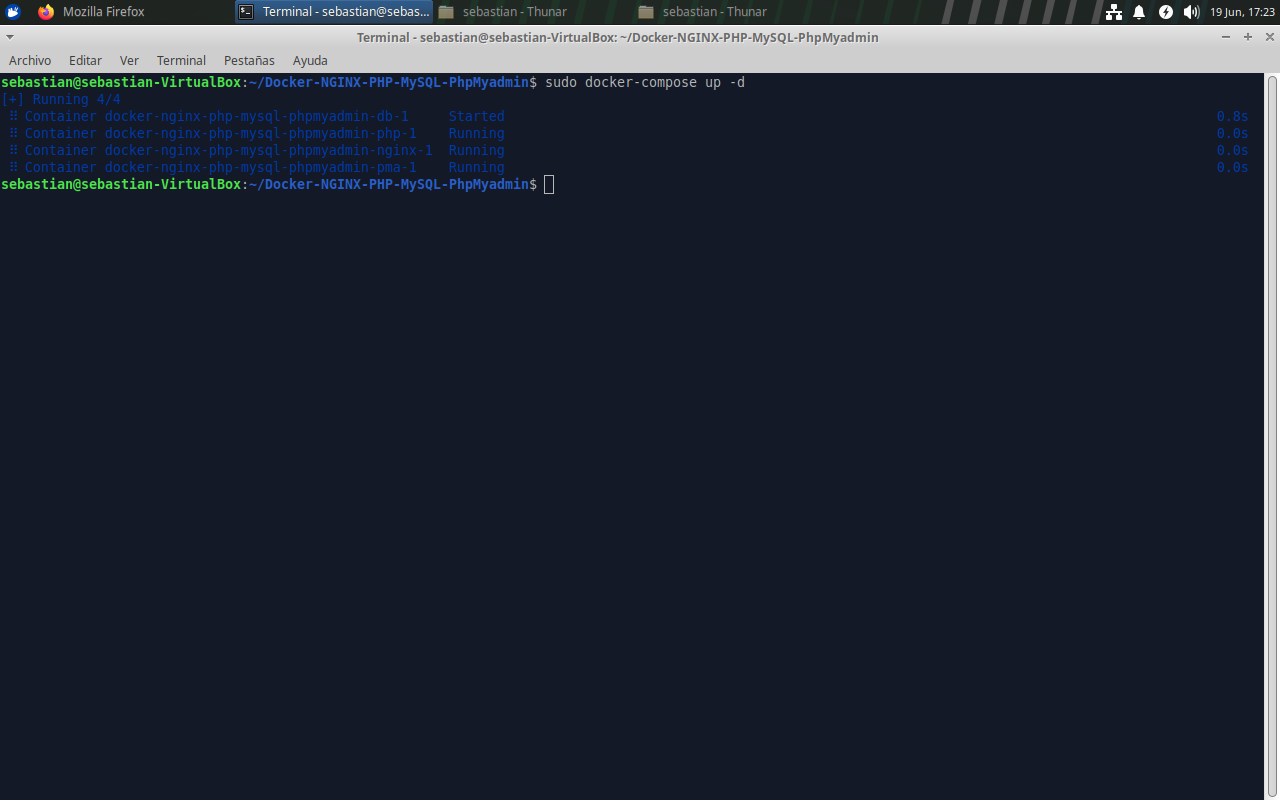 Mozilla Firefox
Terminal - sebastian@sebas...
sebastian - Thunar
sebastian - Thunar
19 Jun, 17:23
Terminal - sebastian@sebastian-VirtualBox: ~/Docker-NGINX-PHP-MySQL-PhpMyadmin
Archivo Editar Ver Terminal Pestañas Ayuda
sebastian@sebastian-VirtualBox:~/Docker-NGINX-PHP-MySQL-PhpMyadmin$ sudo docker-compose up -d
[+] Running 4/4
⠿ Container docker-nginx-php-mysql-phpmyadmin-db-1 Started 0.8s
⠿ Container docker-nginx-php-mysql-phpmyadmin-php-1 Running 0.0s
⠿ Container docker-nginx-php-mysql-phpmyadmin-nginx-1 Running 0.0s
⠿ Container docker-nginx-php-mysql-phpmyadmin-pma-1 Running 0.0s
sebastian@sebastian-VirtualBox:~/Docker-NGINX-PHP-MySQL-PhpMyadmin$